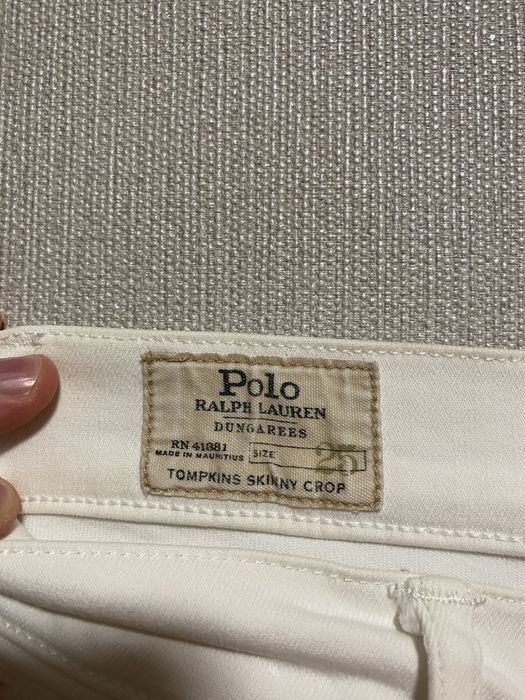 Polo
RALPH LAUREN
DUNGAREES
RN 41381
MADE IN MAURITIUS
SIZE 25
TOMPKINS SKINNY CROP